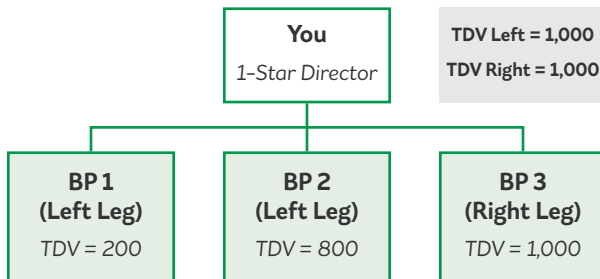 You
1-Star Director
TDV Left = 1,000
TDV Right = 1,000
BP 1
(Left Leg)
TDV = 200
BP 2
(Left Leg)
TDV = 800
BP 3
(Right Leg)
TDV = 1,000